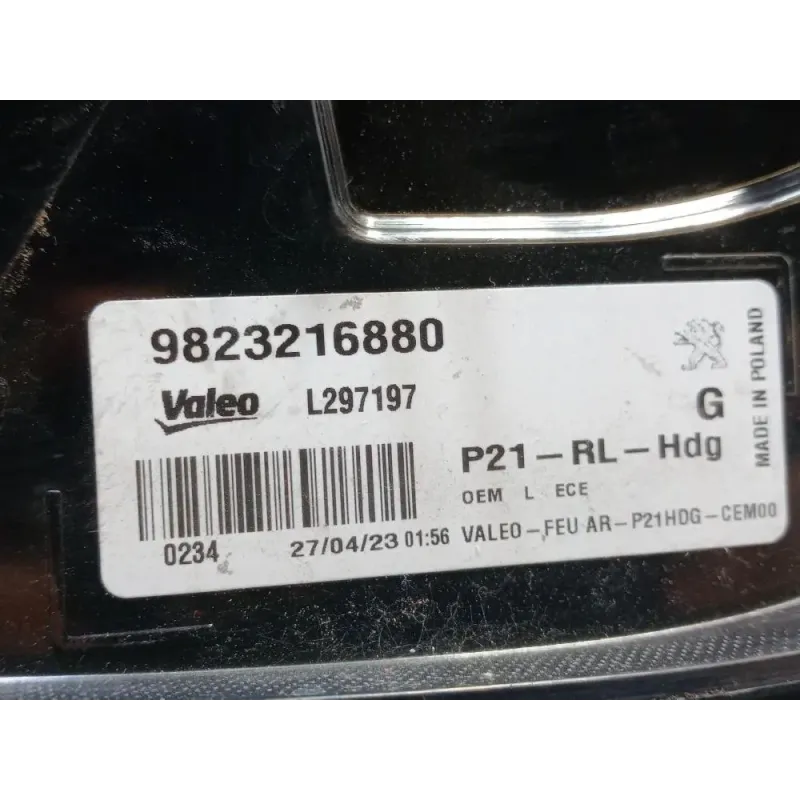 9823216880
Valeo L297197
G
MADE IN POLAND
P21-RL-Hdg
OEM L ECE
0234 27/04/23 01:56 VALEO-FEU AR-P21HDG-CEM00